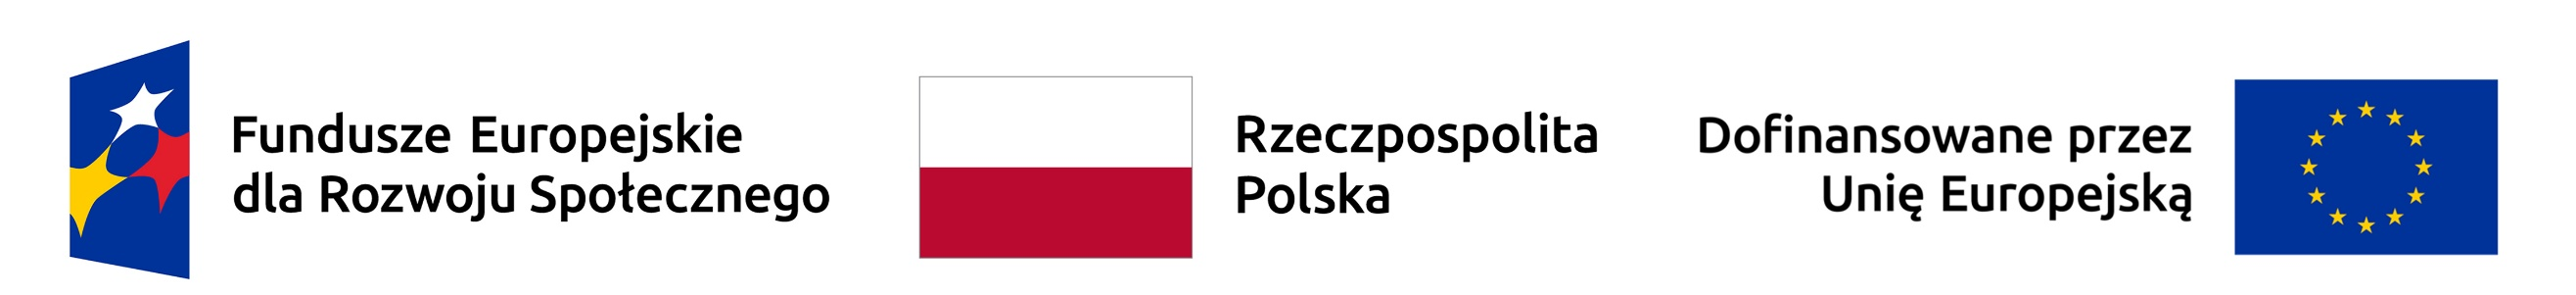 Fundusze Europejskie
dla Rozwoju Społecznego
Rzeczpospolita
Polska
Dofinansowane przez
Unię Europejską